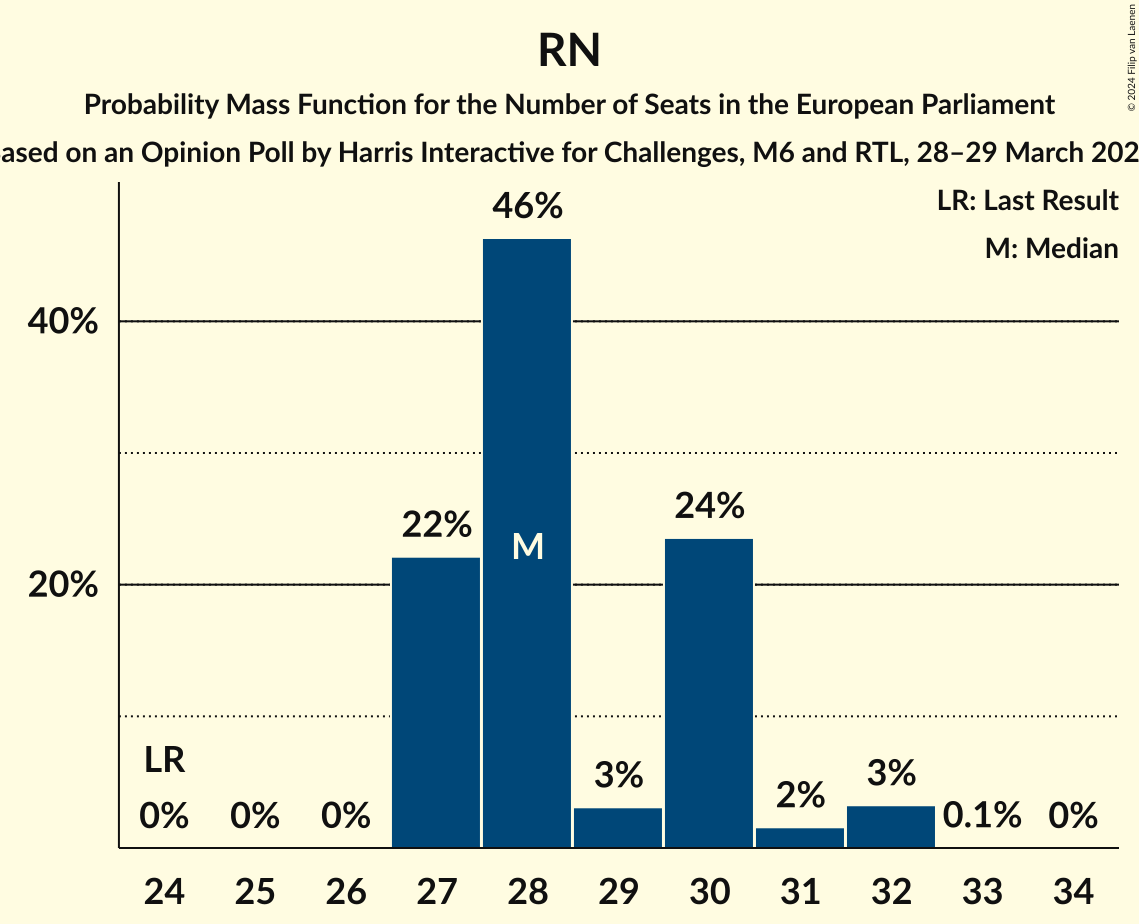 RN
Probability Mass Function for the Number of Seats in the European Parliament
ased on an Opinion Poll by Harris Interactive for Challenges, M6 and RTL, 28–29 March 202
© 2024 Filip van Laenen
LR: Last Result
M: Median
46%
40%
24%
22%
M
20%
LR
3%
3%
2%
0% 0% 0% 0.1% 0%
24 25 26 27 28 29 30 31 32 33 34